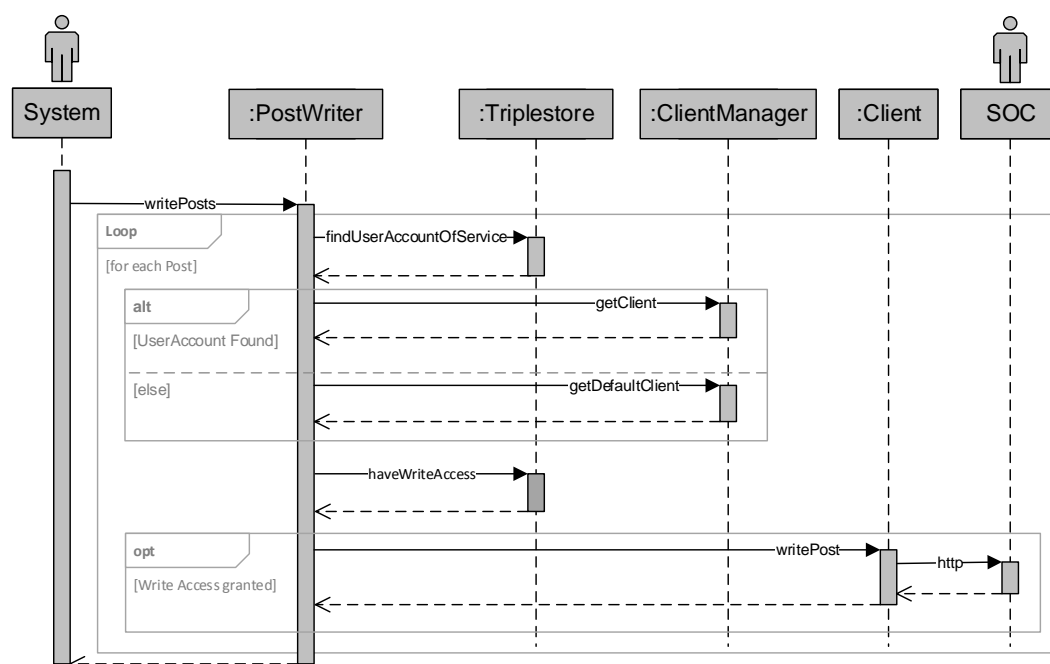 System
:PostWriter
:Triplestore
:ClientManager
:Client
SOC
writePosts
Loop
findUserAccountOfService
[for each Post]
alt
getClient
[UserAccount Found]
[else]
getDefaultClient
haveWriteAccess
opt
writePost
http
[Write Access granted]